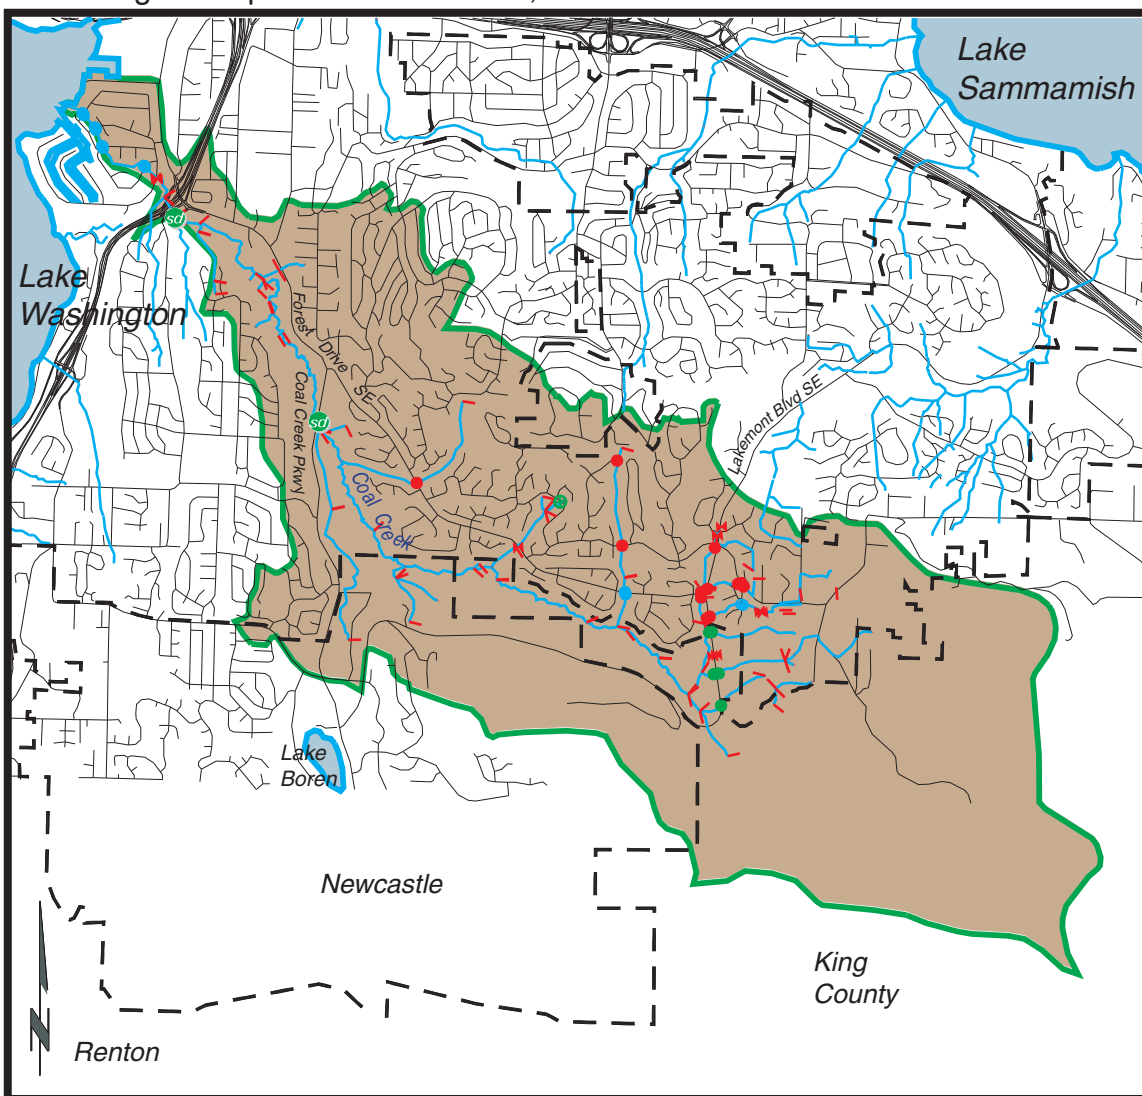 Lake
Sammamish
sd
Lake
Washington
Forest Drive SE
Coal Creek Pkwy
sd
Lakemont Blvd SE
Coal Creek
Lake
Boren
Newcastle
King
County
N
Renton